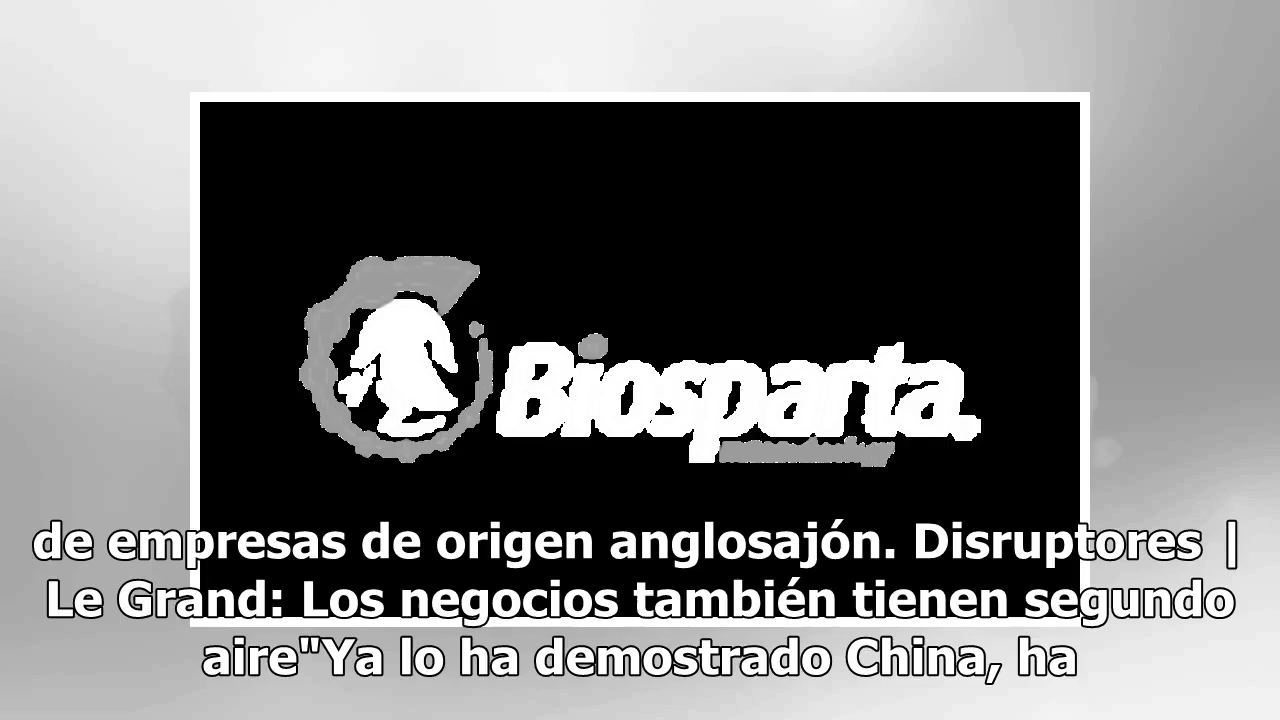 Biosparta.
de empresas de origen anglosajón. Disruptores |
Le Grand: Los negocios también tienen segundo
aire"Ya lo ha demostrado China, ha